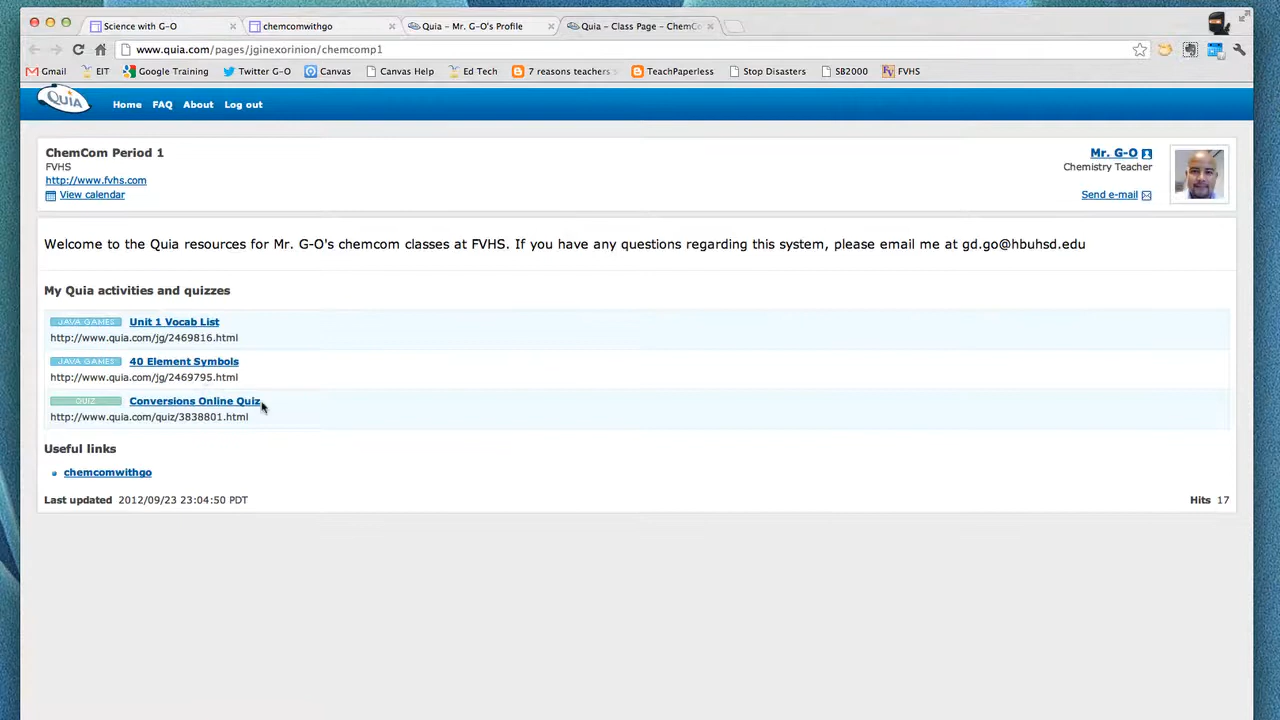 Science with G-O
chemcomwithgo
Quia – Mr. G-O's Profile
Quia – Class Page – ChemCo
www.quia.com/pages/jginexorinion/chemcomp1
Gmail EIT Google Training Twitter G-O Canvas Canvas Help Ed Tech 7 reasons teachers TeachPaperless Stop Disasters SB2000 FVHS
QUIA Home FAQ About Log out
ChemCom Period 1
FVHS
http://www.fvhs.com
View calendar
Mr. G-O
Chemistry Teacher
Send e-mail
Welcome to the Quia resources for Mr. G-O's chemcom classes at FVHS. If you have any questions regarding this system, please email me at gd.go@hbuhsd.edu
My Quia activities and quizzes
JAVA GAMES Unit 1 Vocab List
http://www.quia.com/jg/2469816.html
JAVA GAMES 40 Element Symbols
http://www.quia.com/jg/2469795.html
QUIZ Conversions Online Quiz
http://www.quia.com/quiz/3838801.html
Useful links
chemcomwithgo
Last updated 2012/09/23 23:04:50 PDT
Hits 17